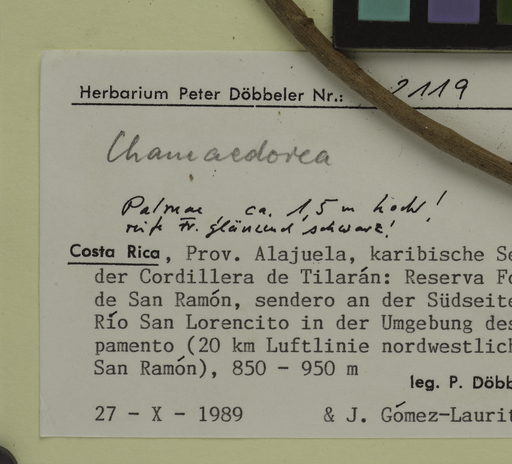 Herbarium Peter Döbbeler Nr.: 2119
Chamaedorea
Palmae, ca. 1,5 m hoch!
reife Fr. glänzend schwarz!
Costa Rica, Prov. Alajuela, karibische Se
der Cordillera de Tilarán: Reserva Fo
de San Ramón, sendero an der Südseite
Río San Lorencito in der Umgebung des
pamento (20 km Luftlinie nordwestlich
San Ramón), 850 - 950 m
leg. P. Döbb
27 - X - 1989 & J. Gómez-Laurit